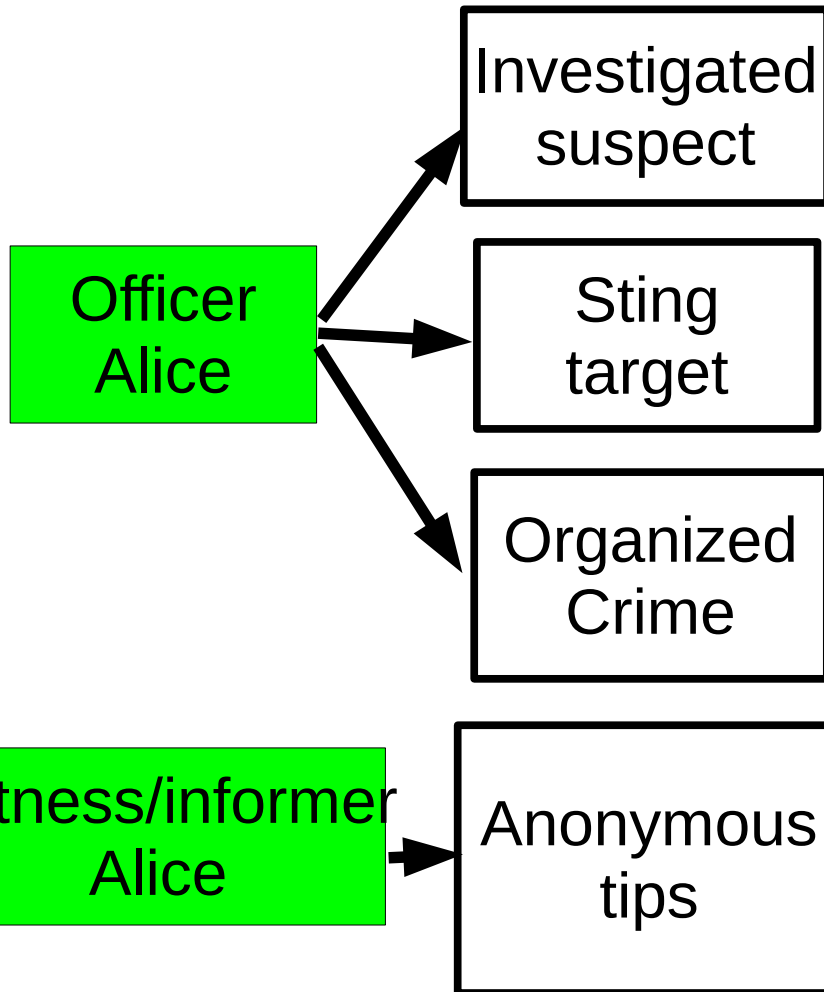 Investigated
suspect
Officer
Alice
Sting
target
Organized
Crime
tness/informer
Alice
Anonymous
tips